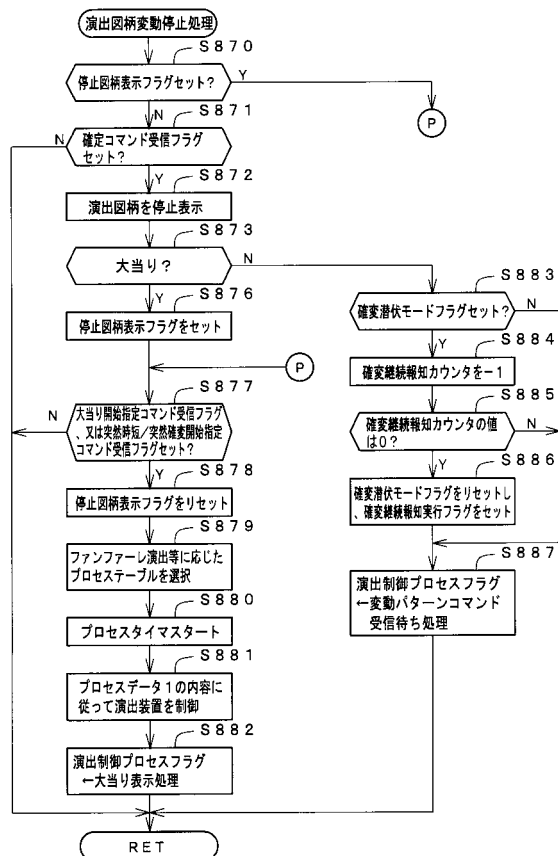 演出図柄変動停止処理
S870
停止図柄表示フラグセット?
Y
N
P
S871
確定コマンド受信フラグ
セット?
N
Y
S872
演出図柄を停止表示
S873
大当り?
N
Y
S876
停止図柄表示フラグをセット
P
S877
大当り開始指定コマンド受信フラグ
、又は突然時短/突然確変開始指定
コマンド受信フラグセット?
N
Y
S878
停止図柄表示フラグをリセット
S879
ファンファーレ演出等に応じた
プロセステーブルを選択
S880
プロセスタイマスタート
S881
プロセスデータ1の内容に
従って演出装置を制御
S882
演出制御プロセスフラグ
←大当り表示処理
RET
S883
確変潜伏モードフラグセット?
N
Y
S884
確変継続報知カウンタを-1
S885
確変継続報知カウンタの値
は0?
N
Y
S886
確変潜伏モードフラグをリセットし
、確変継続報知実行フラグをセット
S887
演出制御プロセスフラグ
←変動パターンコマンド
受信待ち処理